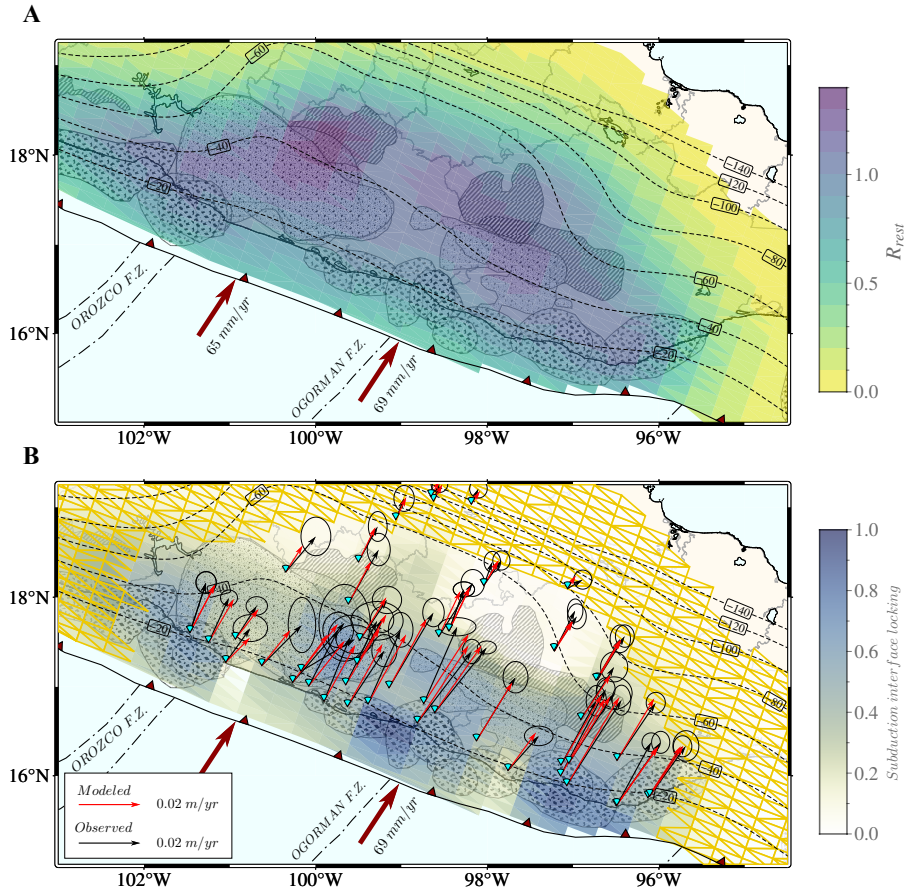 A
−60
−140
−120
−100
−80
−60
−40
−40
−20
−20
18°N
16°N
OROZCO F.Z.
65 mm/yr
OGORMAN F.Z.
69 mm/yr
102°W
100°W
98°W
96°W
1.0
0.5
0.0
R_rest
B
−60
−140
−120
−100
−80
−60
−40
−40
−20
−20
18°N
16°N
OROZCO F.Z.
OGORMAN F.Z.
69 mm/yr
Modeled
0.02 m/yr
Observed
0.02 m/yr
102°W
100°W
98°W
96°W
1.0
0.8
0.6
0.4
0.2
0.0
Subduction interface locking